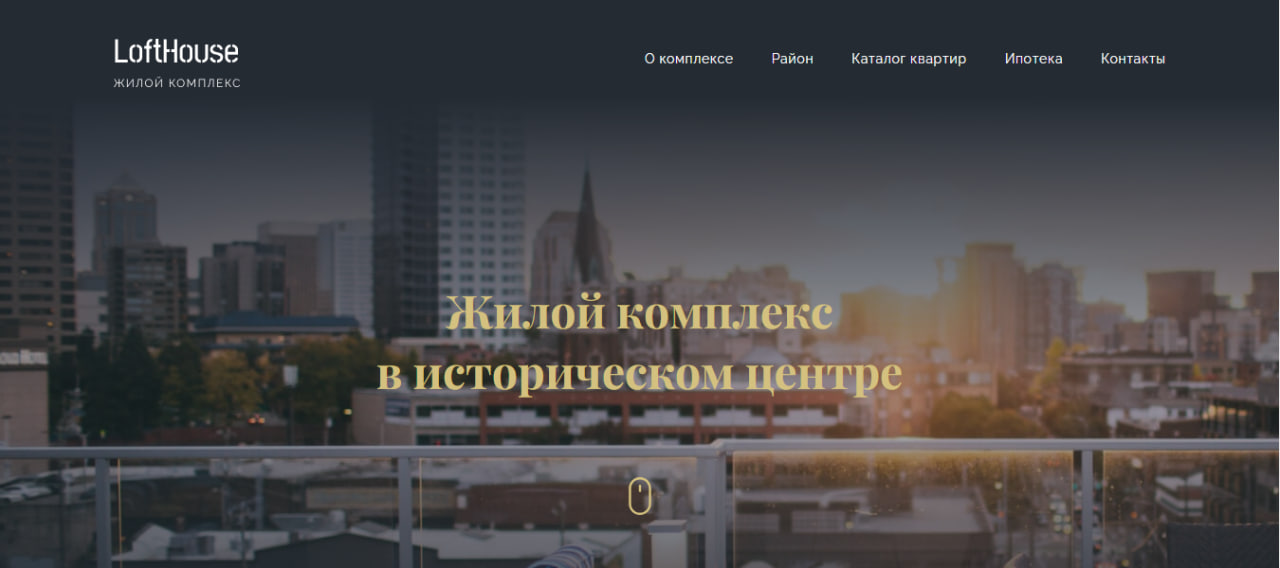 LoftHouse
ЖИЛОЙ КОМПЛЕКС
О комплексе
Район
Каталог квартир
Ипотека
Контакты
Жилой комплекс
в историческом центре